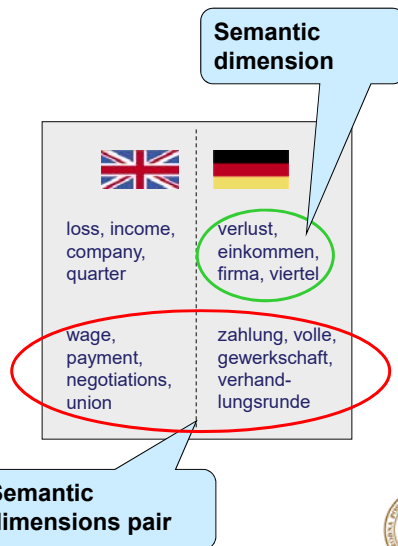 Semantic
dimension
loss, income,
company,
quarter
verlust,
einkommen,
firma, viertel
wage,
payment,
negotiations,
union
zahlung, volle,
gewerkschaft,
verhand-
lungsrunde
Semantic
dimensions pair